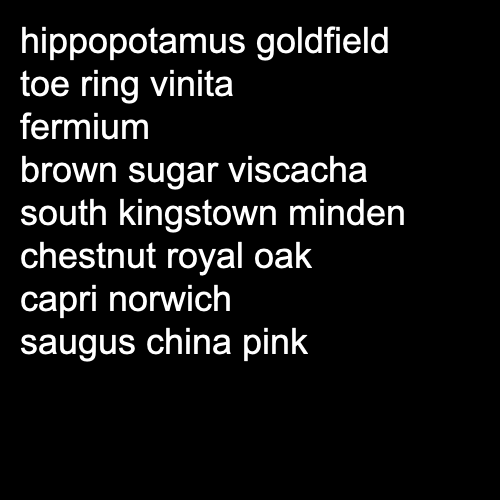 hippopotamus goldfield
toe ring vinita
fermium
brown sugar viscacha
south kingstown minden
chestnut royal oak
capri norwich
saugus china pink